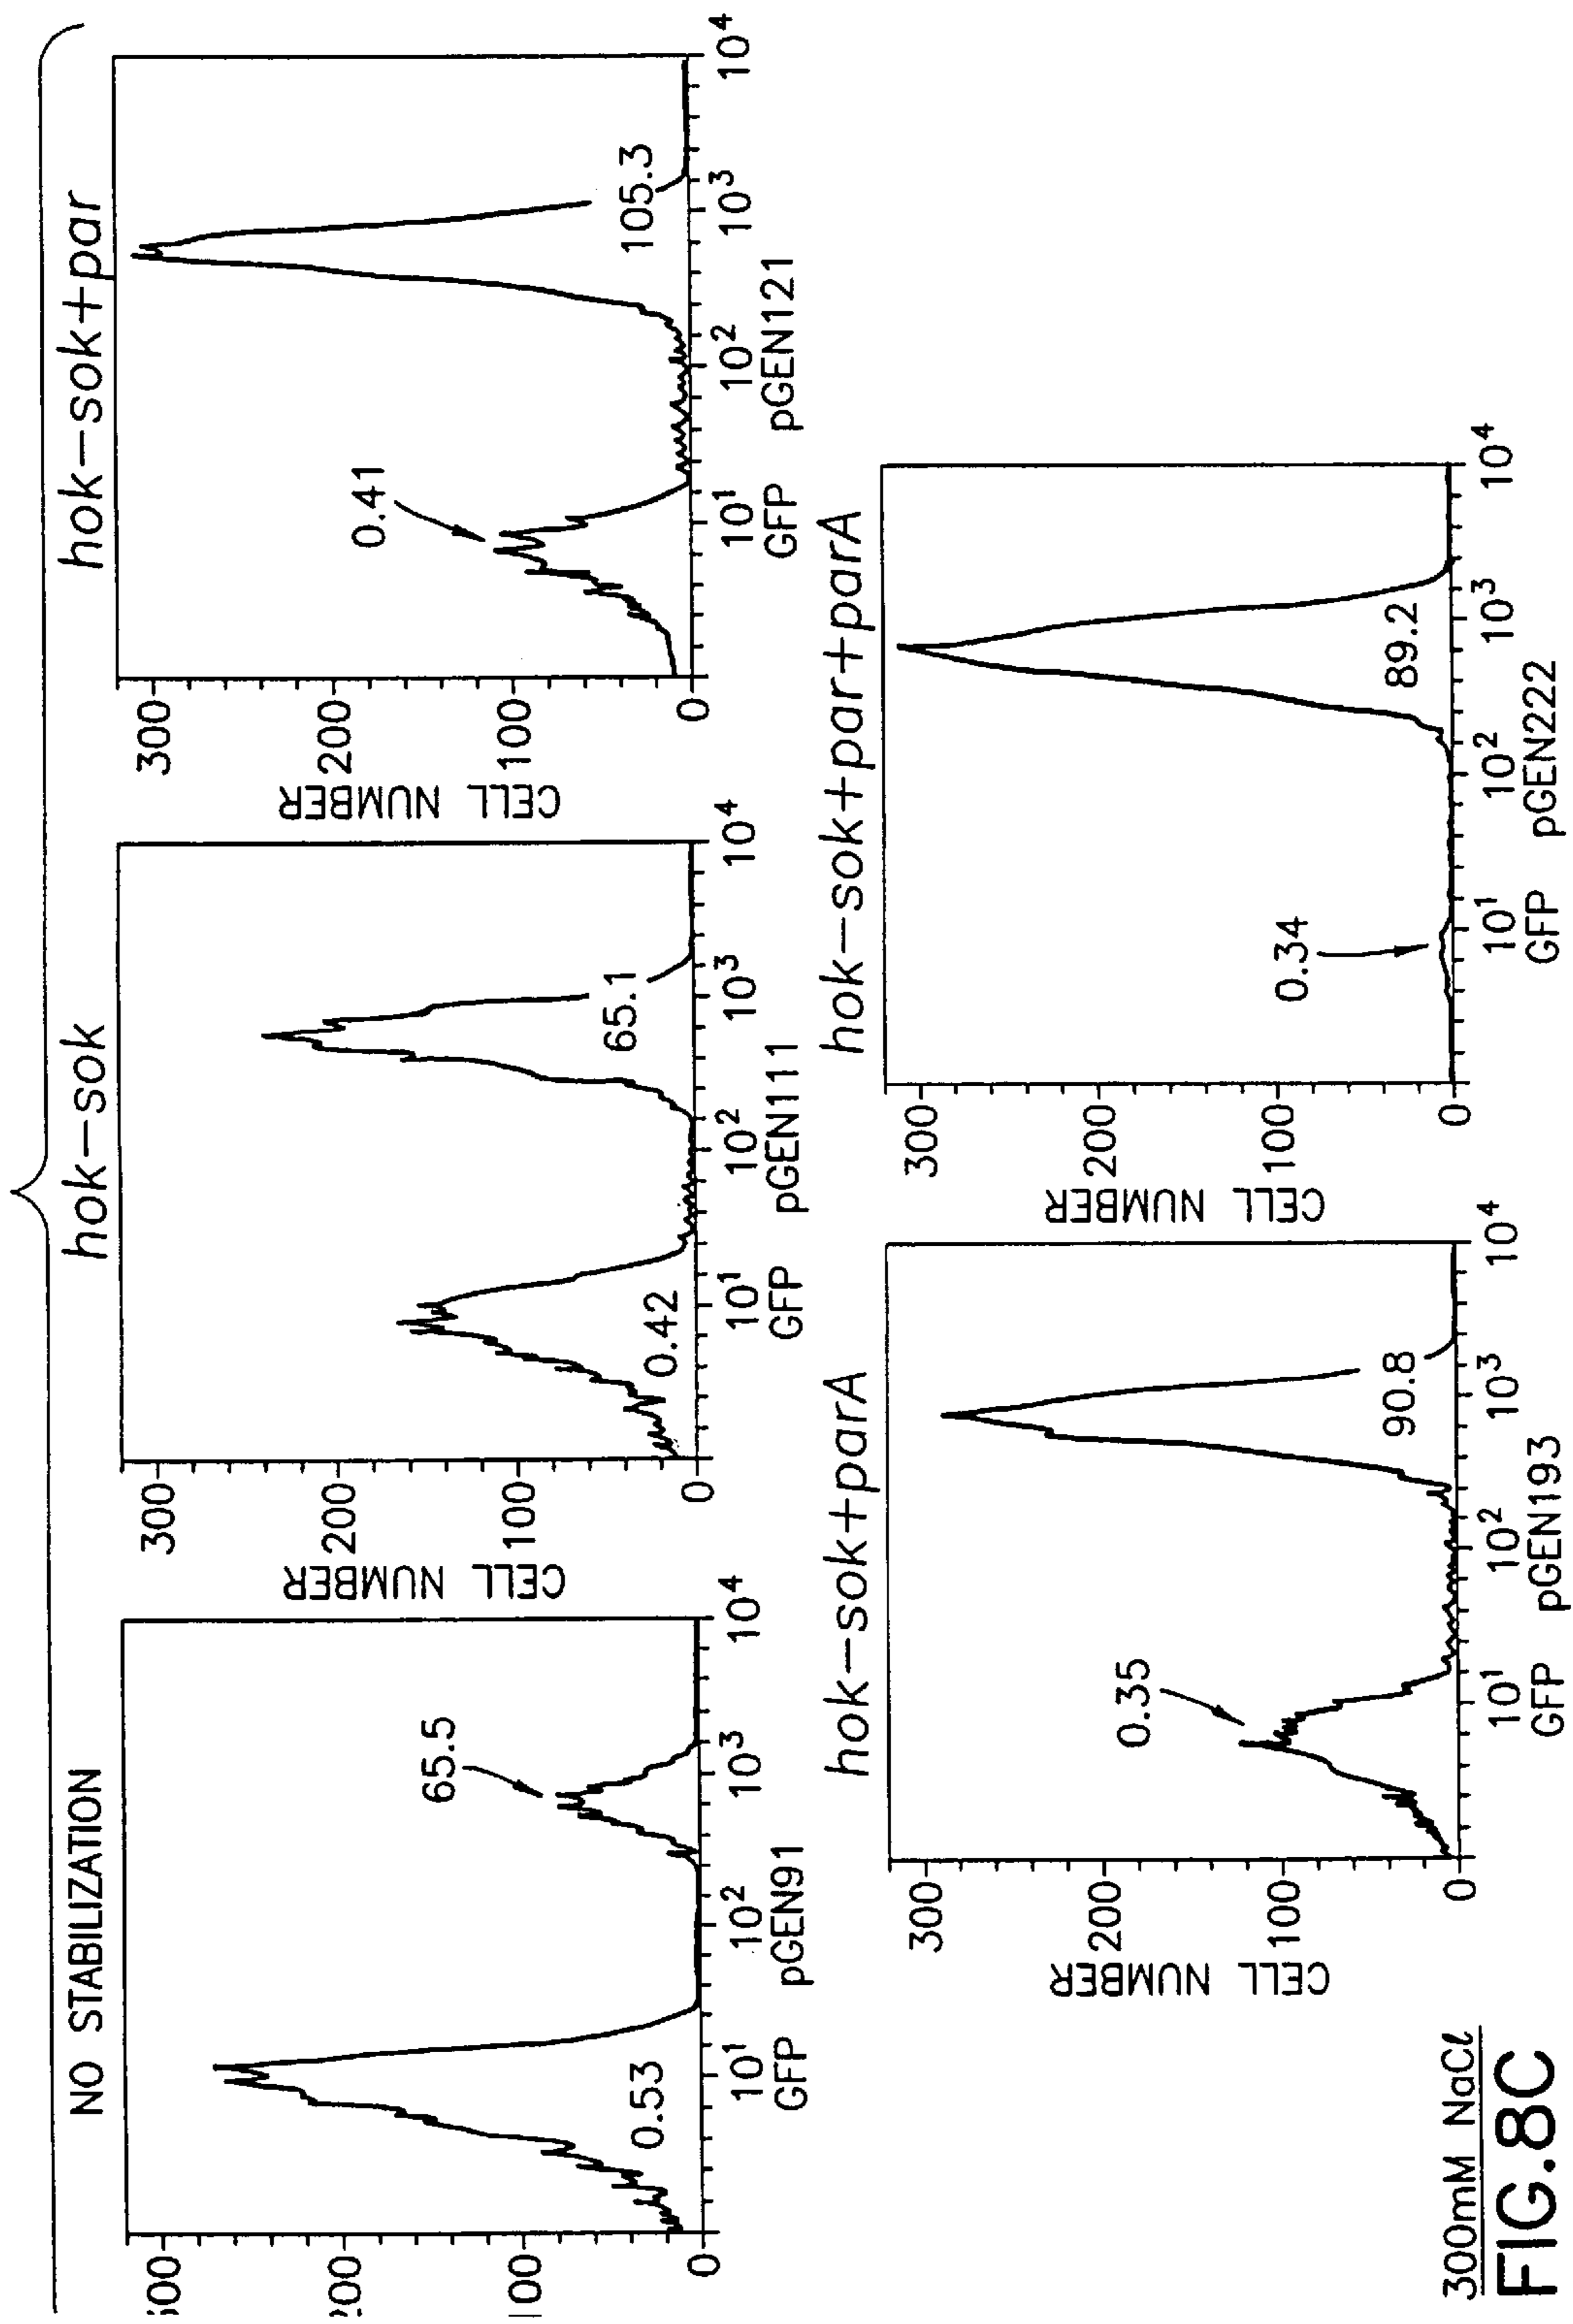 NO STABILIZATION
CELL NUMBER
0
0.53
65.5
10¹ 10² 10³ 10⁴
GFP pGEN91
hok–sok
CELL NUMBER
300
200
100
0
0.42
65.1
10¹ 10² 10³ 10⁴
GFP pGEN111
hok–sok+par
CELL NUMBER
300
200
100
0
0.41
105.3
10¹ 10² 10³ 10⁴
GFP pGEN121
hok–sok+parA
CELL NUMBER
300
200
100
0
0.35
90.8
10¹ 10² 10³ 10⁴
GFP pGEN193
hok–sok+par+parA
300
200
100
0
0.34
89.2
10¹ 10² 10³ 10⁴
GFP pGEN222
300mM NaCl
FIG.8C